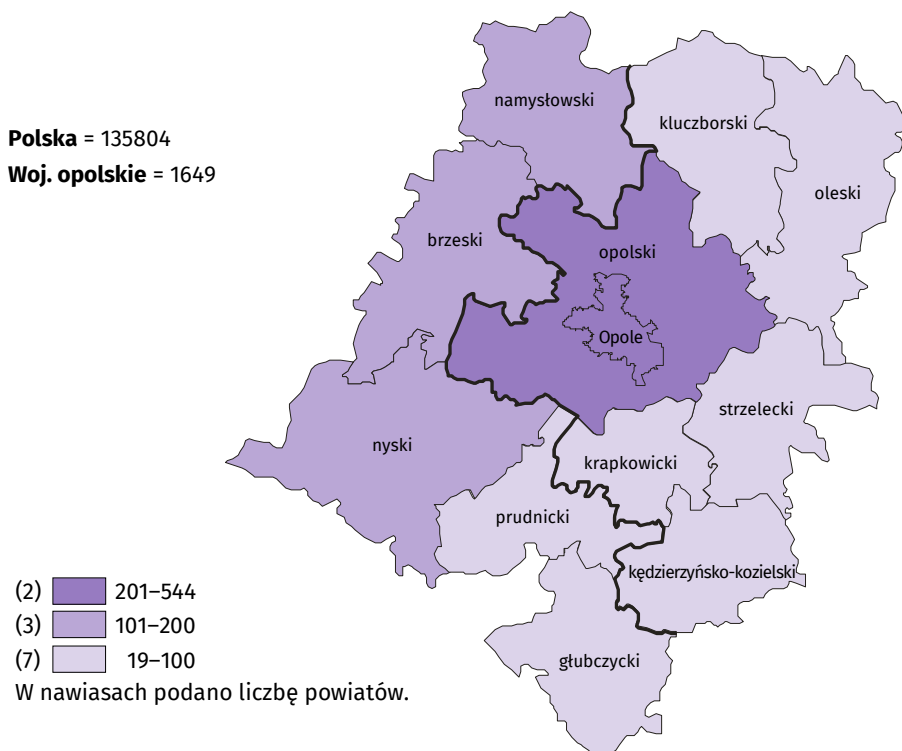 Polska = 135804
Woj. opolskie = 1649
namysłowski
kluczborski
oleski
brzeski
opolski
Opole
strzelecki
nyski
krapkowicki
prudnicki
kędzierzyńsko-kozielski
głubczycki
(2) 201–544
(3) 101–200
(7) 19–100
W nawiasach podano liczbę powiatów.